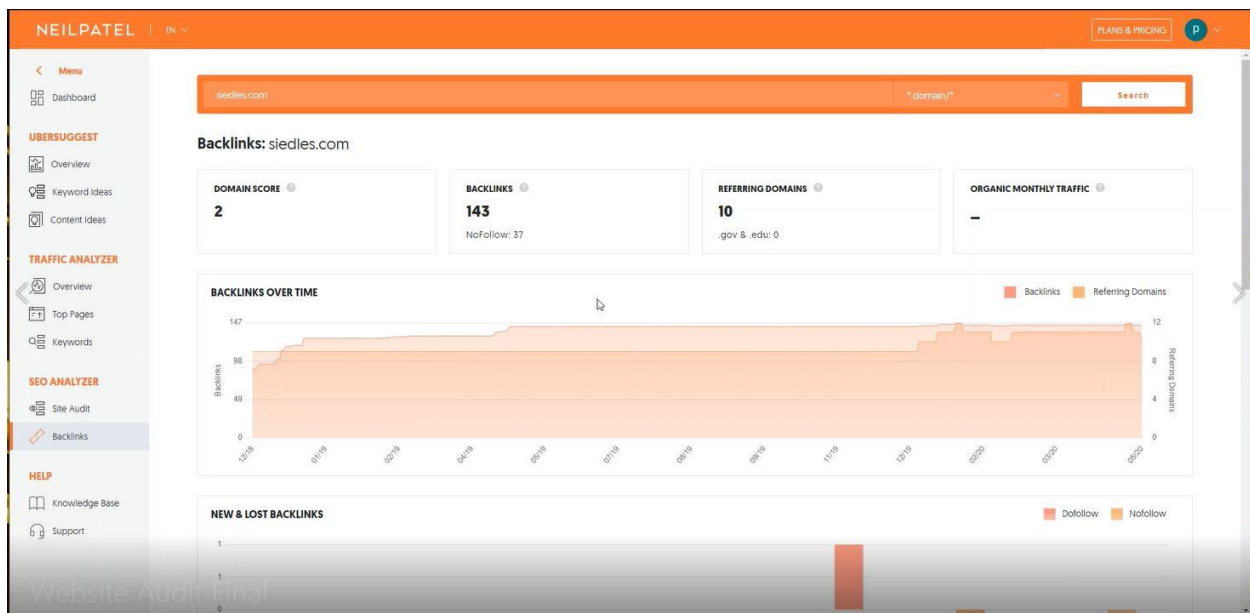 NEILPATEL | EN
PLANS & PRICING
P
Menu
Dashboard
UBERSUGGEST
Overview
Keyword Ideas
Content Ideas
TRAFFIC ANALYZER
Overview
Top Pages
Keywords
SEO ANALYZER
Site Audit
Backlinks
HELP
Knowledge Base
Support
siedles.com
*.domain/*
Search
Backlinks: siedles.com
DOMAIN SCORE ?
2
BACKLINKS ?
143
NoFollow: 37
REFERRING DOMAINS ?
10
.gov & .edu: 0
ORGANIC MONTHLY TRAFFIC ?
–
BACKLINKS OVER TIME
Backlinks
Referring Domains
147
98
49
0
Backlinks
12
8
4
0
Referring Domains
12/18
01/19
02/19
04/19
05/19
07/19
08/19
09/19
11/19
12/19
02/20
03/20
05/20
NEW & LOST BACKLINKS
Dofollow
Nofollow
1
1
0
Website Audit Final